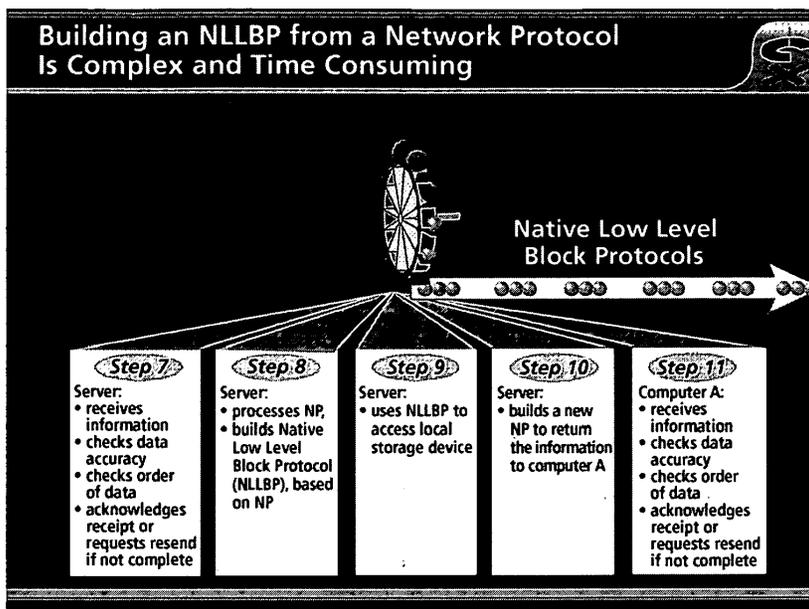 Building an NLLBP from a Network Protocol
Is Complex and Time Consuming
Native Low Level
Block Protocols
Step 7
Server:
• receives
information
• checks data
accuracy
• checks order
of data
• acknowledges
receipt or
requests resend
if not complete
Step 8
Server:
• processes NP,
• builds Native
Low Level
Block Protocol
(NLLBP), based
on NP
Step 9
Server:
• uses NLLBP to
access local
storage device
Step 10
Server:
• builds a new
NP to return
the information
to computer A
Step 11
Computer A:
• receives
information
• checks data
accuracy
• checks order
of data
• acknowledges
receipt or
requests resend
if not complete